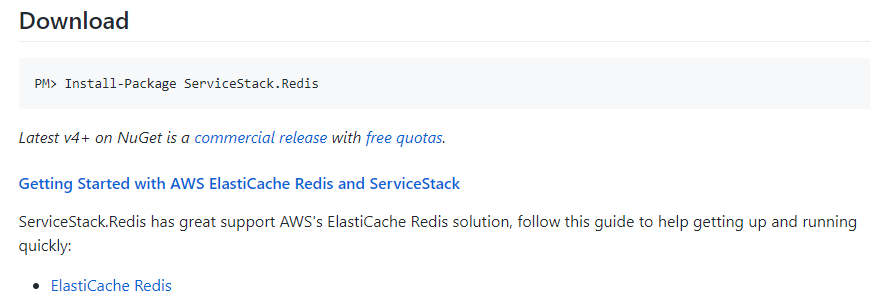 Download
PM> Install-Package ServiceStack.Redis
Latest v4+ on NuGet is a commercial release with free quotas.
Getting Started with AWS ElastiCache Redis and ServiceStack
ServiceStack.Redis has great support AWS's ElastiCache Redis solution, follow this guide to help getting up and running
quickly:
• ElastiCache Redis